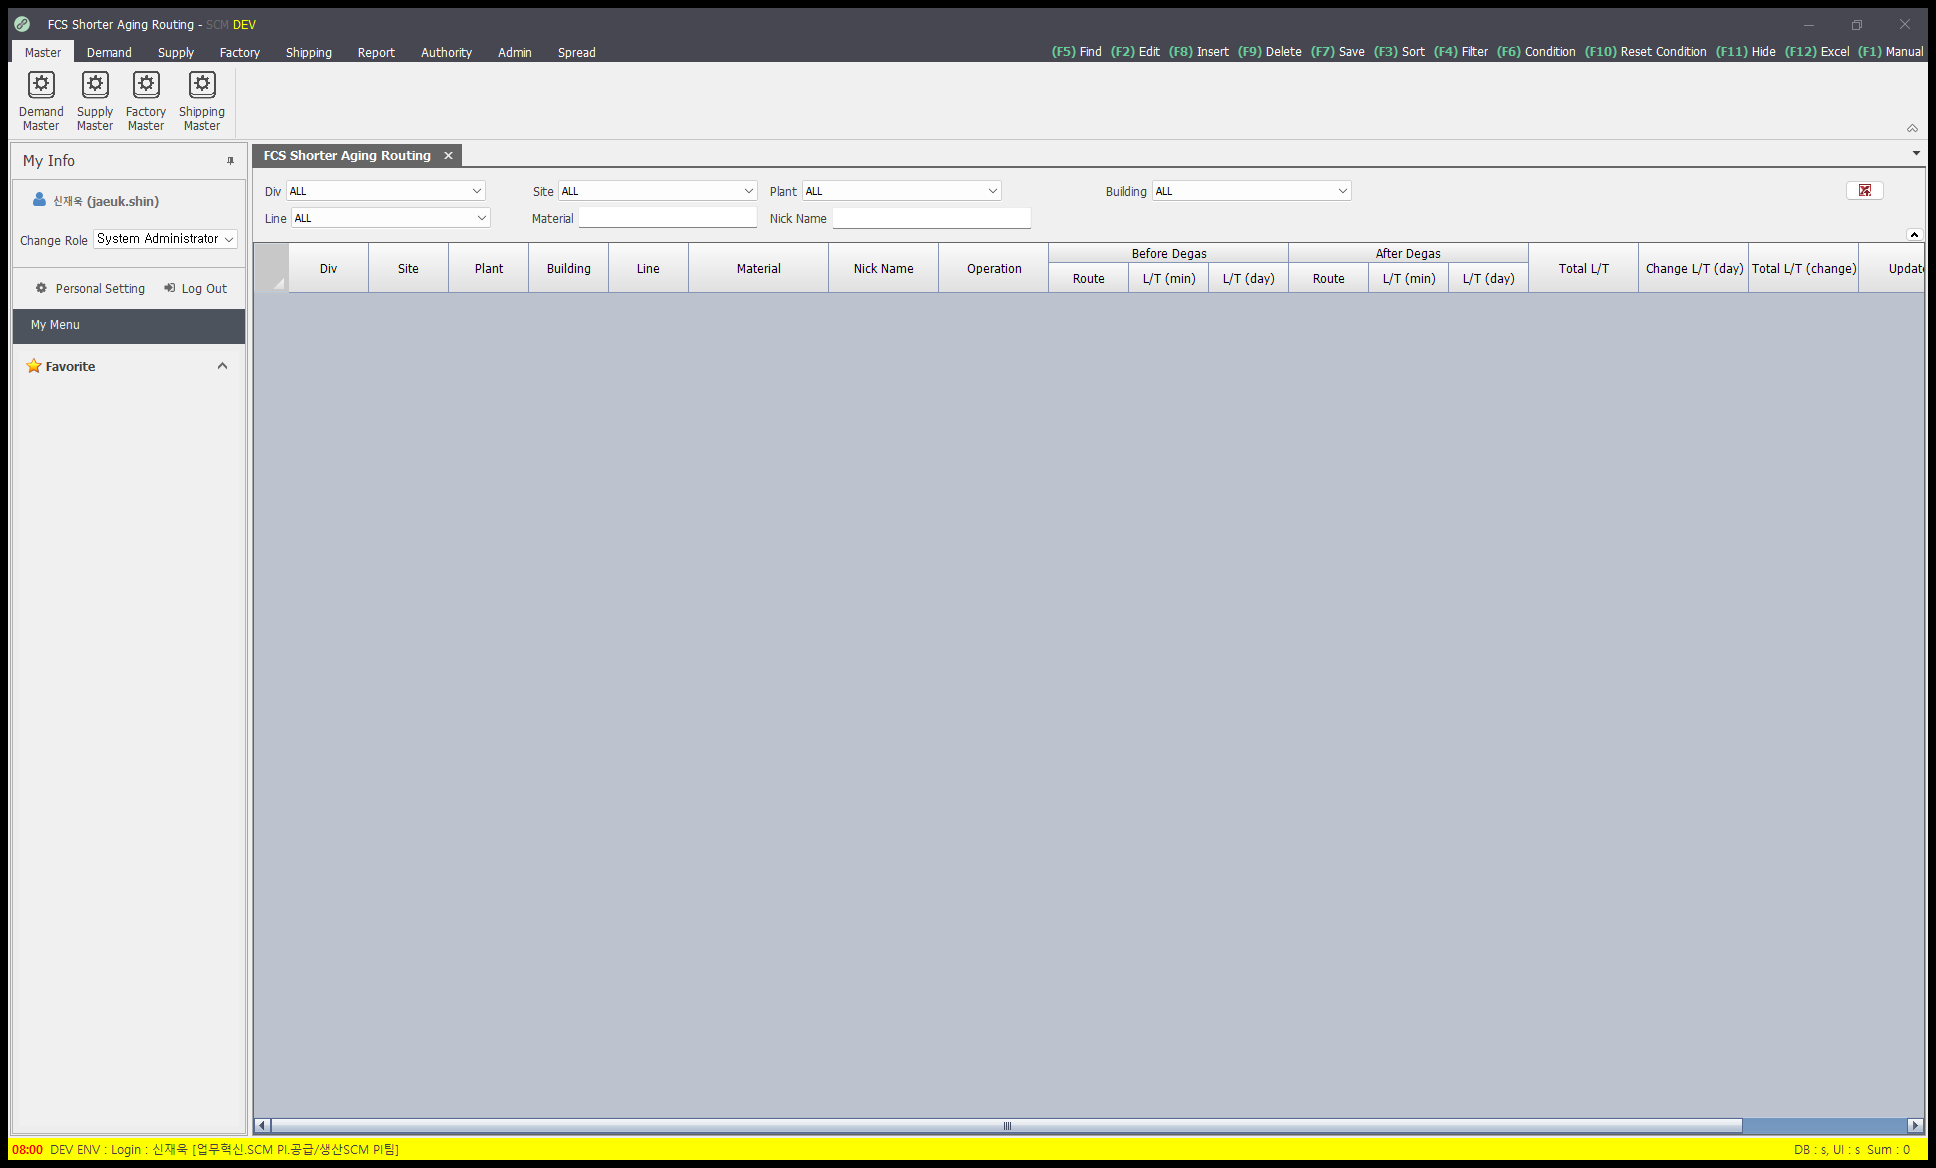 FCS Shorter Aging Routing - SCM DEV
Master Demand Supply Factory Shipping Report Authority Admin Spread (F5) Find (F2) Edit (F8) Insert (F9) Delete (F7) Save (F3) Sort (F4) Filter (F6) Condition (F10) Reset Condition (F11) Hide (F12) Excel (F1) Manual
Demand Master
Supply Master
Factory Master
Shipping Master
My Info
신재욱 (jaeuk.shin)
Change Role System Administrator
Personal Setting Log Out
My Menu
Favorite
FCS Shorter Aging Routing
Div ALL Site ALL Plant ALL Building ALL
Line ALL Material Nick Name
Div Site Plant Building Line Material Nick Name Operation Before Degas After Degas Total L/T Change L/T (day) Total L/T (change) Update
Route L/T (min) L/T (day) Route L/T (min) L/T (day)
08:00 DEV ENV : Login : 신재욱 [업무혁신.SCM PI.공급/생산SCM PI팀] DB : s, UI : s Sum : 0